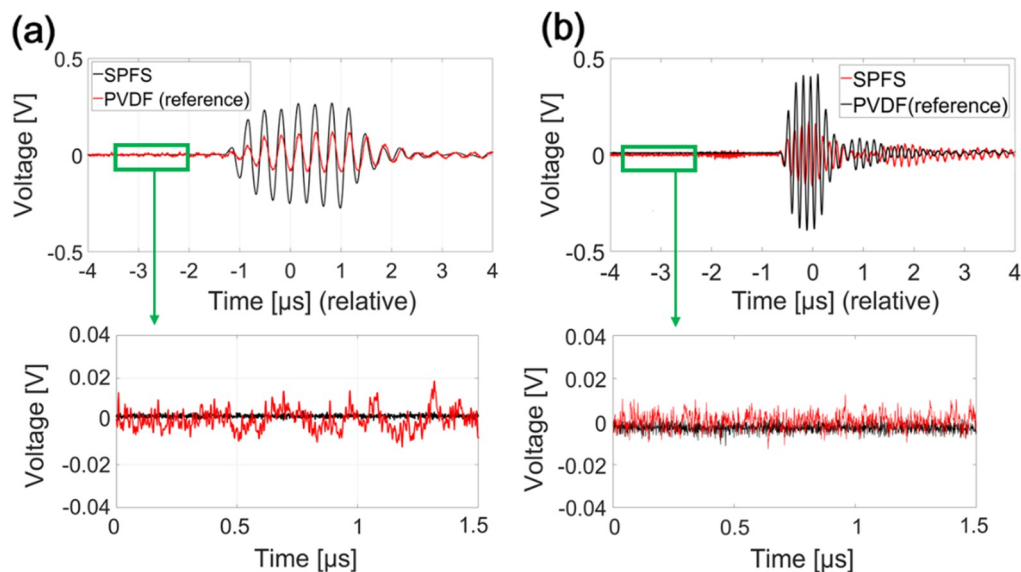 (a)
0.5
0
-0.5
Voltage [V]
SPFS
PVDF (reference)
-4 -3 -2 -1 0 1 2 3 4
Time [µs] (relative)
0.04
0.02
0
-0.02
-0.04
Voltage [V]
0 0.5 1 1.5
Time [µs]
(b)
0.5
0
-0.5
Voltage [V]
SPFS
PVDF(reference)
-4 -3 -2 -1 0 1 2 3 4
Time [µs] (relative)
0.04
0.02
0
-0.02
-0.04
Voltage [V]
0 0.5 1 1.5
Time [µs]